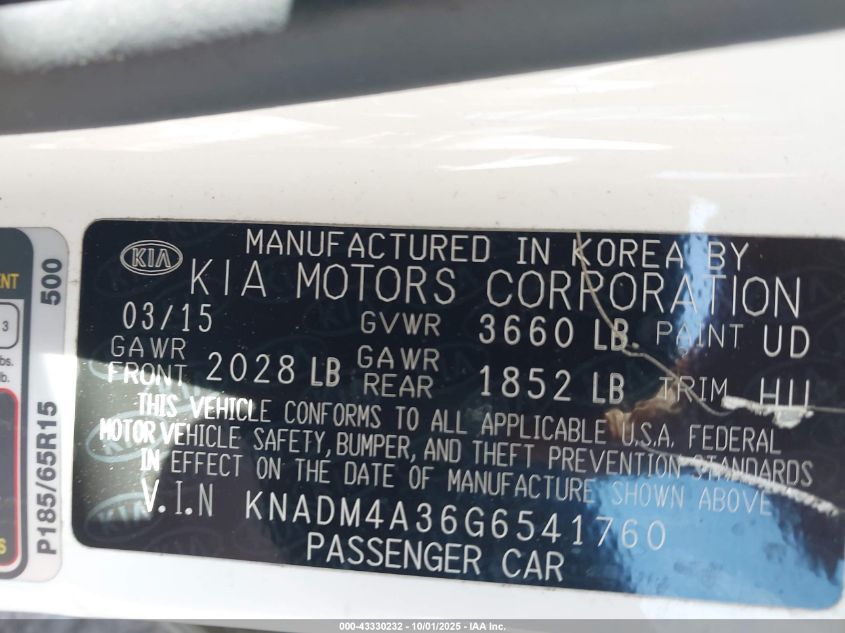 ENT
3
bs.
b.
S
P185/65R15 500
KIA
MANUFACTURED IN KOREA BY
KIA MOTORS CORPORATION
03/15 GVWR 3660 LB PAINT UD
GAWR FRONT 2028 LB GAWR REAR 1852 LB TRIM HU
THIS VEHICLE CONFORMS TO ALL APPLICABLE U.S.A. FEDERAL
MOTOR VEHICLE SAFETY, BUMPER, AND THEFT PREVENTION STANDARDS
IN EFFECT ON THE DATE OF MANUFACTURE SHOWN ABOVE
V.I.N KNADM4A36G6541760
PASSENGER CAR
000-43330232 - 10/01/2025 - IAA Inc.